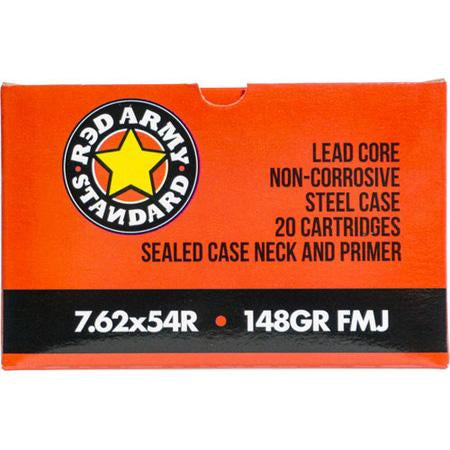 RЭD ARMY
STANDARD
LEAD CORE
NON-CORROSIVE
STEEL CASE
20 CARTRIDGES
SEALED CASE NECK AND PRIMER
7.62x54R • 148GR FMJ